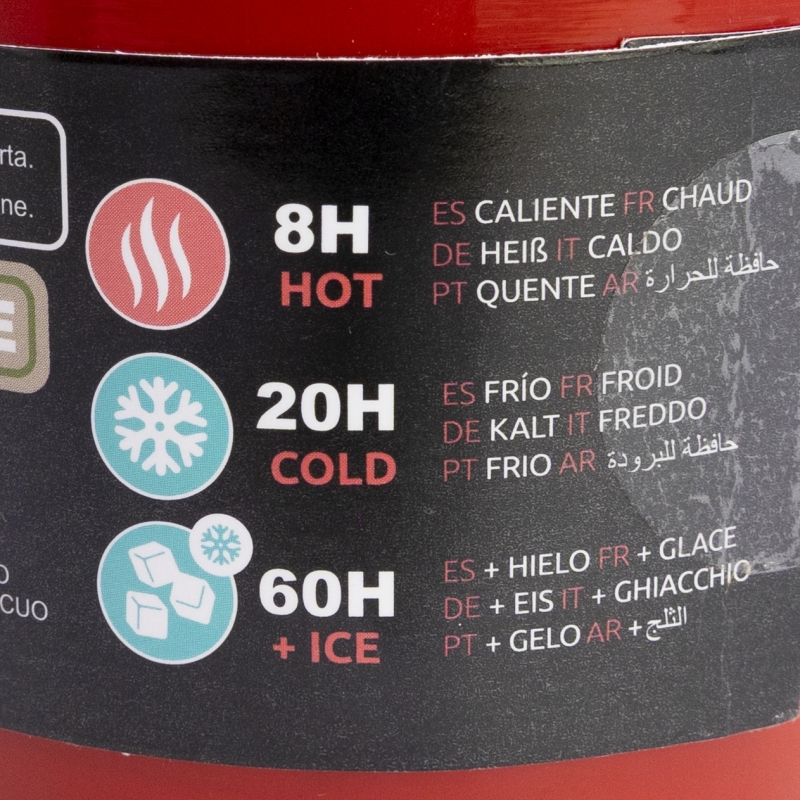 rta.
ne.
E
8H
HOT
ES CALIENTE FR CHAUD
DE HEIß IT CALDO
PT QUENTE AR حافظة للحرارة
20H
COLD
ES FRÍO FR FROID
DE KALT IT FREDDO
PT FRIO AR حافظة للبرودة
O
CUO
60H
+ ICE
ES + HIELO FR + GLACE
DE + EIS IT + GHIACCHIO
PT + GELO AR + الثلج